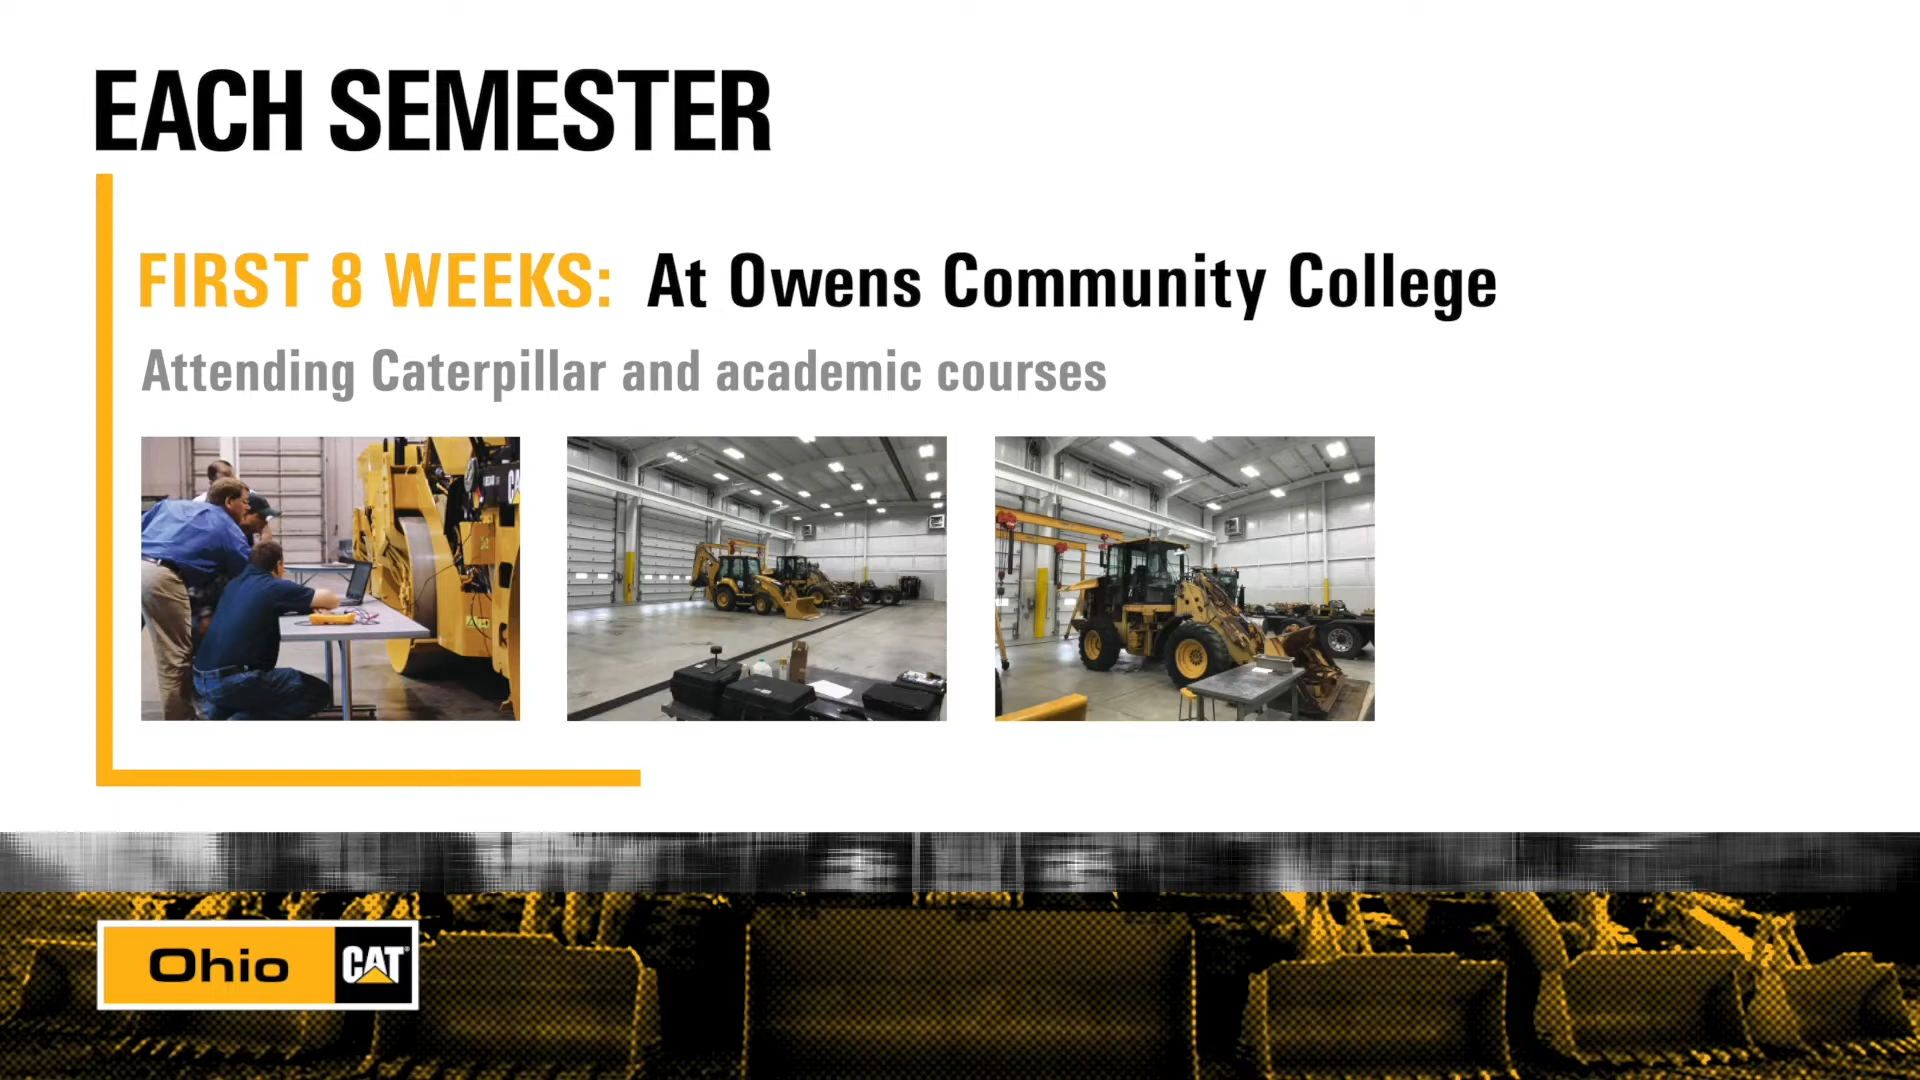 EACH SEMESTER
FIRST 8 WEEKS: At Owens Community College
Attending Caterpillar and academic courses
Ohio CAT